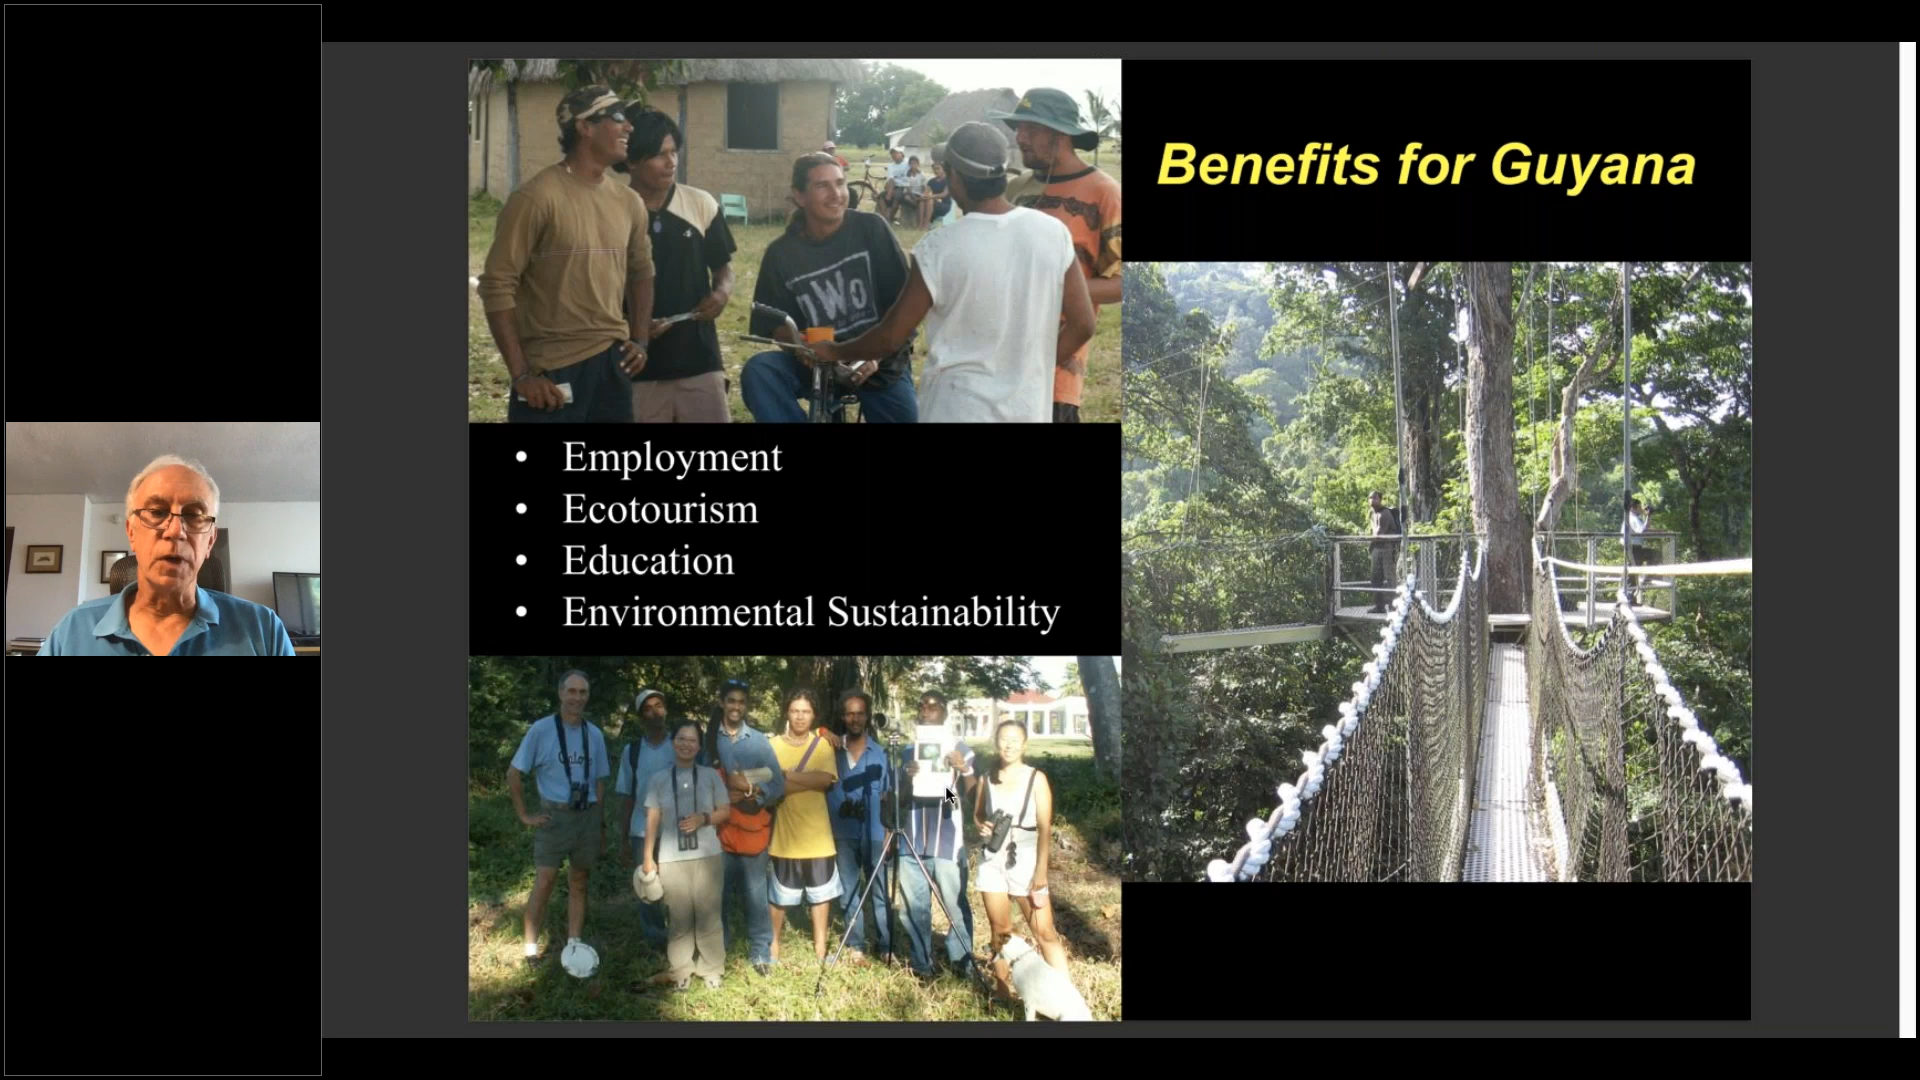 Benefits for Guyana
• Employment
• Ecotourism
• Education
• Environmental Sustainability